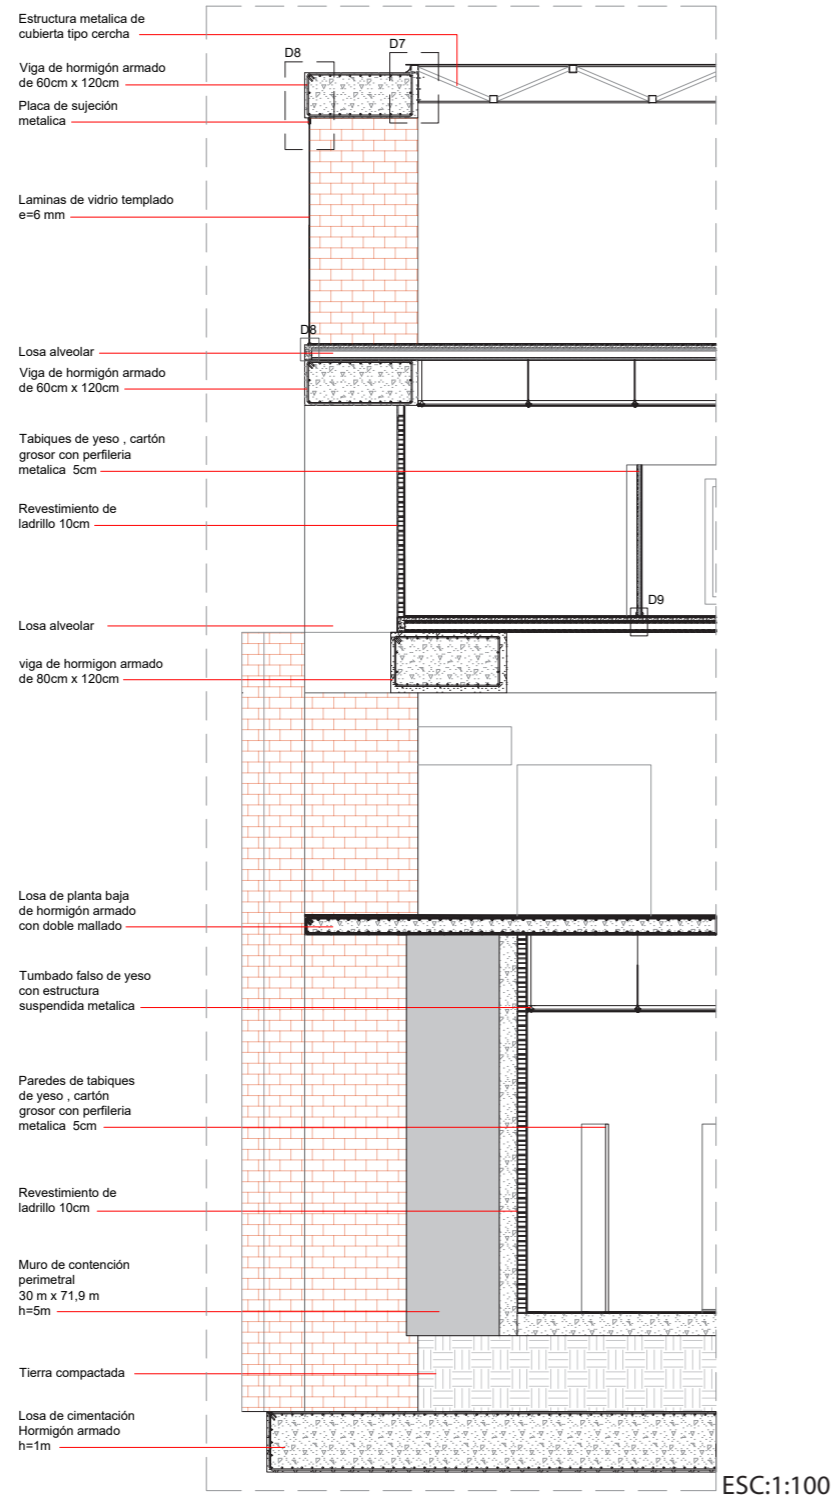 Estructura metalica de
cubierta tipo cercha
D8
D7
Viga de hormigón armado
de 60cm x 120cm
Placa de sujeción
metalica
Laminas de vidrio templado
e=6 mm
D8
Losa alveolar
Viga de hormigón armado
de 60cm x 120cm
Tabiques de yeso , cartón
grosor con perfileria
metalica  5cm
Revestimiento de
ladrillo 10cm
D9
Losa alveolar
viga de hormigon armado
de 80cm x 120cm
Losa de planta baja
de hormigón armado
con doble mallado
Tumbado falso de yeso
con estructura
suspendida metalica
Paredes de tabiques
de yeso , cartón
grosor con perfileria
metalica  5cm
Revestimiento de
ladrillo 10cm
Muro de contención
perimetral
30 m x 71,9 m
h=5m
Tierra compactada
Losa de cimentación
Hormigón armado
h=1m
ESC:1:100